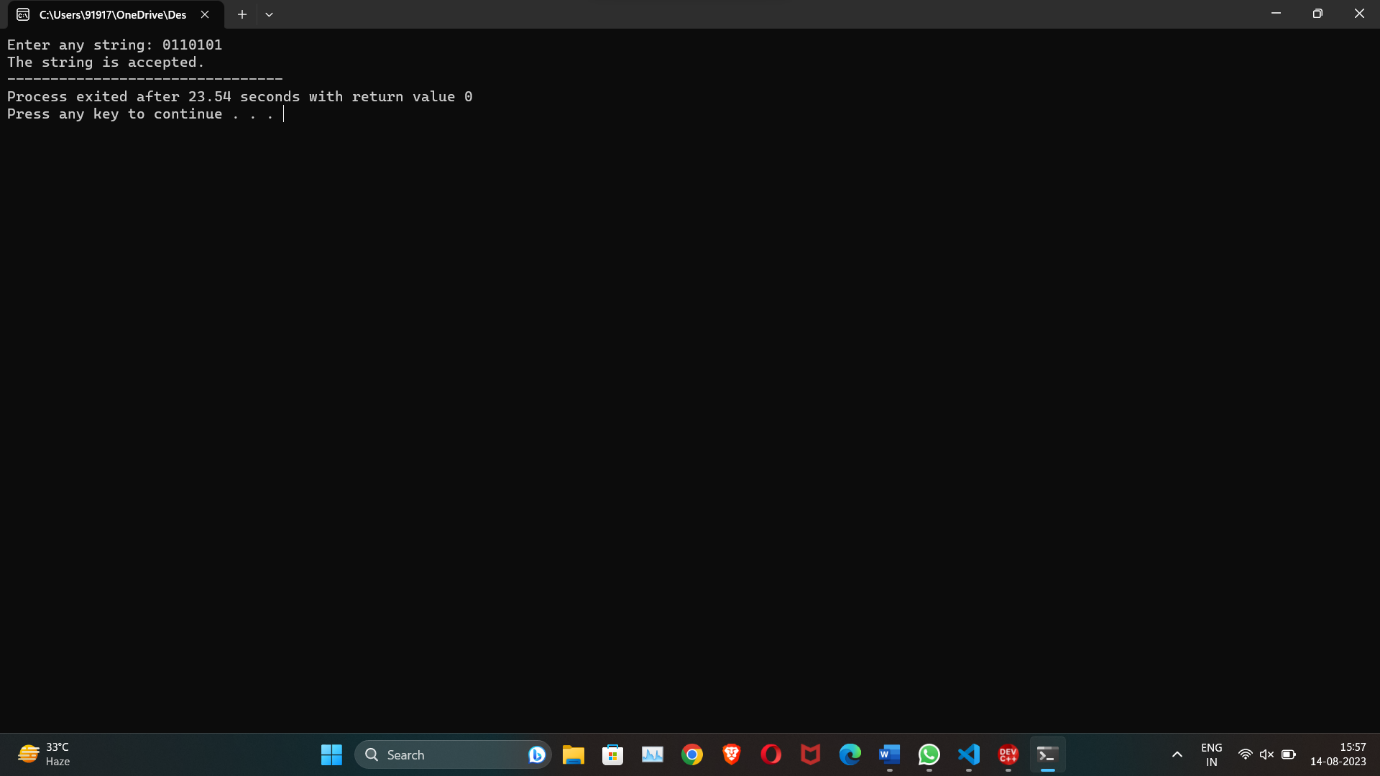 C:\Users\91917\OneDrive\Des
Enter any string: 0110101
The string is accepted.
--------------------------------
Process exited after 23.54 seconds with return value 0
Press any key to continue . . .
33°C
Haze
Search
DEV
C++
ENG
IN
15:57
14-08-2023